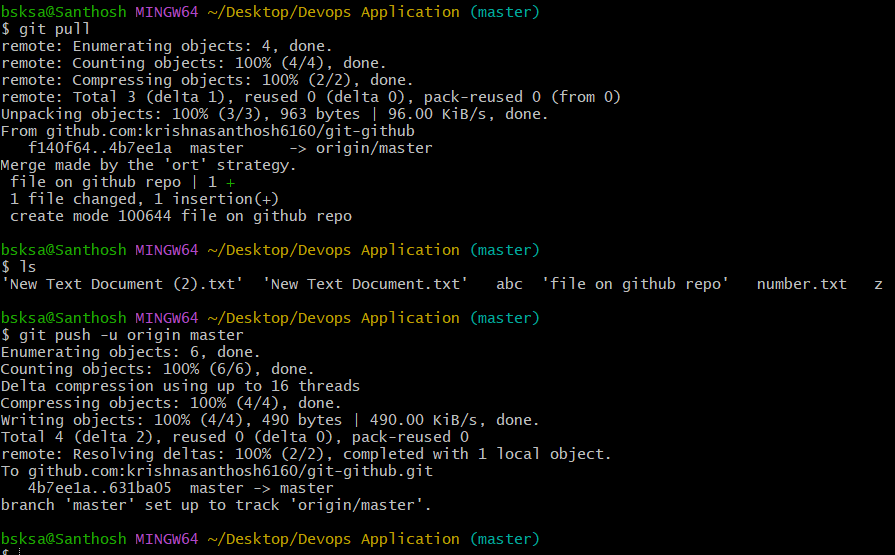 bsksa@Santhosh MINGW64 ~/Desktop/Devops Application (master)
$ git pull
remote: Enumerating objects: 4, done.
remote: Counting objects: 100% (4/4), done.
remote: Compressing objects: 100% (2/2), done.
remote: Total 3 (delta 1), reused 0 (delta 0), pack-reused 0 (from 0)
Unpacking objects: 100% (3/3), 963 bytes | 96.00 KiB/s, done.
From github.com:krishnasanthosh6160/git-github
   f140f64..4b7ee1a  master     -> origin/master
Merge made by the 'ort' strategy.
 file on github repo | 1 +
 1 file changed, 1 insertion(+)
 create mode 100644 file on github repo
bsksa@Santhosh MINGW64 ~/Desktop/Devops Application (master)
$ ls
'New Text Document (2).txt'  'New Text Document.txt'   abc  'file on github repo'   number.txt   z
bsksa@Santhosh MINGW64 ~/Desktop/Devops Application (master)
$ git push -u origin master
Enumerating objects: 6, done.
Counting objects: 100% (6/6), done.
Delta compression using up to 16 threads
Compressing objects: 100% (4/4), done.
Writing objects: 100% (4/4), 490 bytes | 490.00 KiB/s, done.
Total 4 (delta 2), reused 0 (delta 0), pack-reused 0
remote: Resolving deltas: 100% (2/2), completed with 1 local object.
To github.com:krishnasanthosh6160/git-github.git
   4b7ee1a..631ba05  master -> master
branch 'master' set up to track 'origin/master'.
bsksa@Santhosh MINGW64 ~/Desktop/Devops Application (master)
$